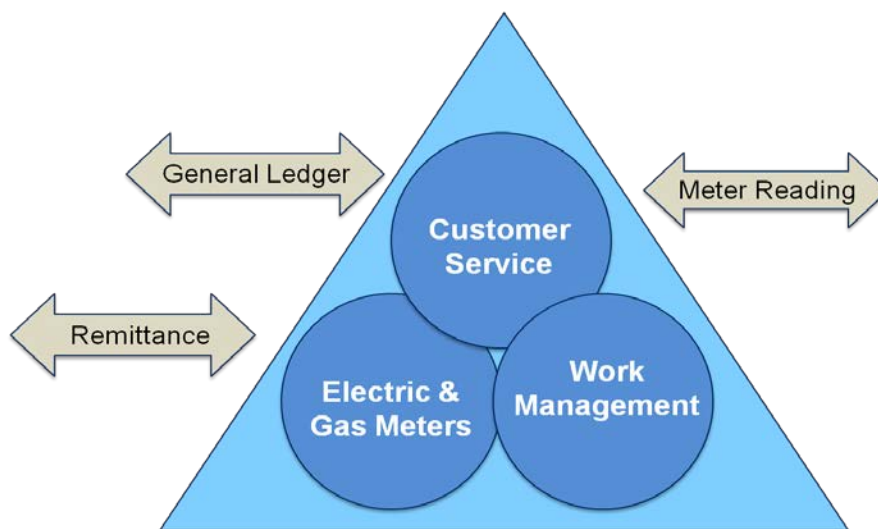 General Ledger
Meter Reading
Customer
Service
Remittance
Electric &
Gas Meters
Work
Management